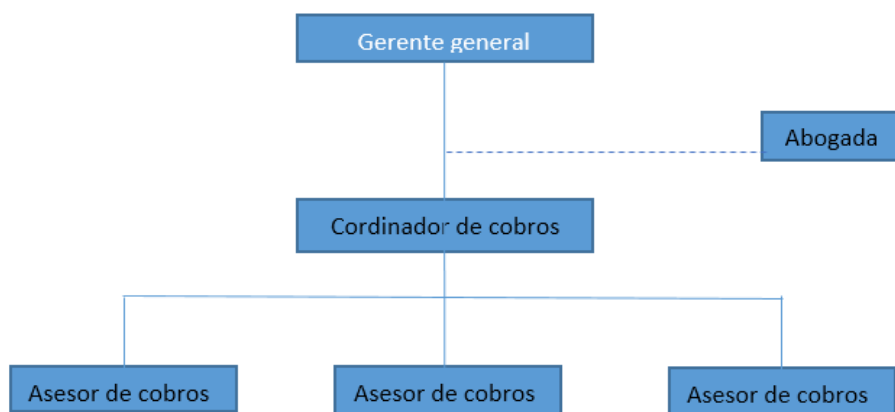 Gerente general
Abogada
Cordinador de cobros
Asesor de cobros
Asesor de cobros
Asesor de cobros